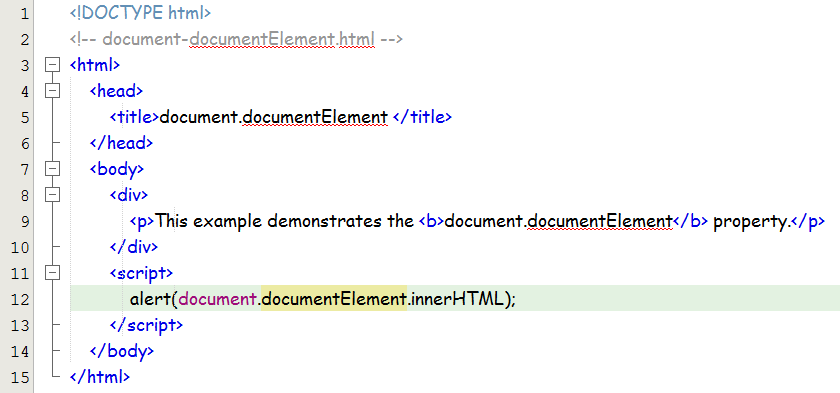 1 <!DOCTYPE html>
2 <!-- document-documentElement.html -->
3 <html>
4 <head>
5 <title>document.documentElement </title>
6 </head>
7 <body>
8 <div>
9 <p>This example demonstrates the <b>document.documentElement</b> property.</p>
10 </div>
11 <script>
12 alert(document.documentElement.innerHTML);
13 </script>
14 </body>
15 </html>